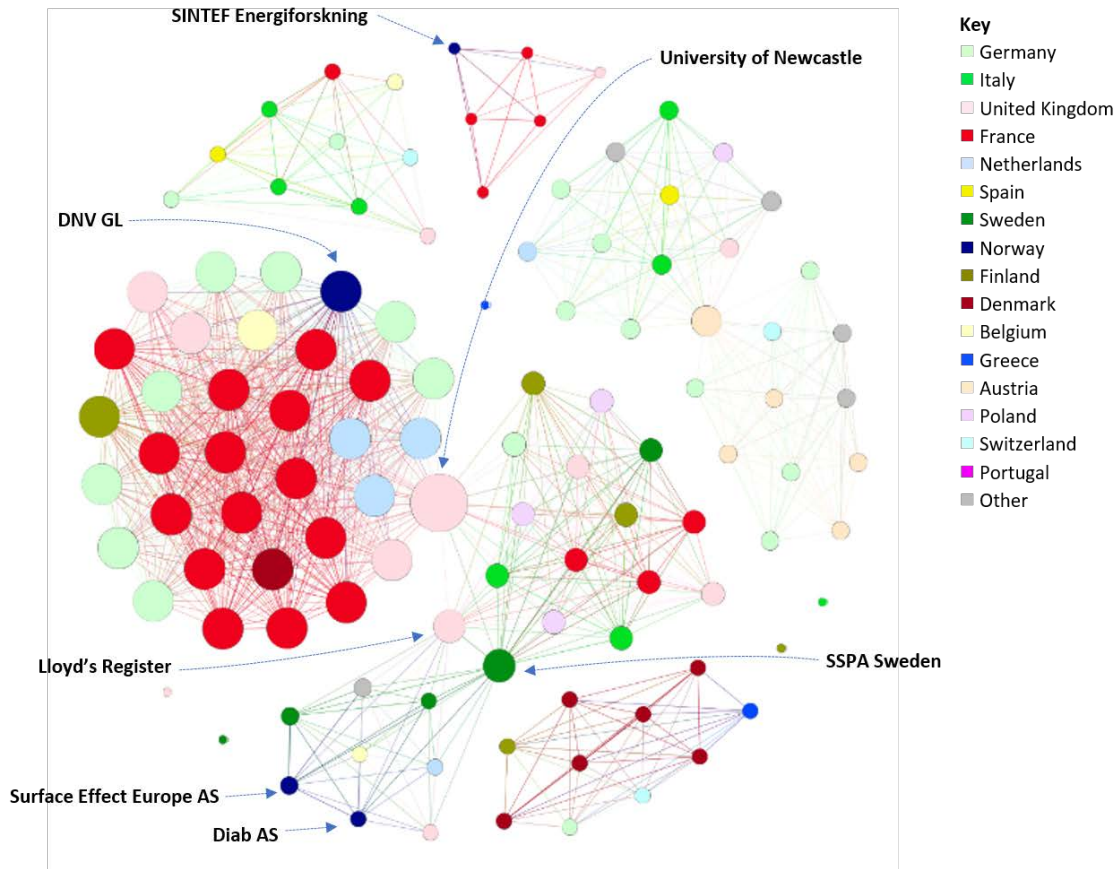 SINTEF Energiforskning
University of Newcastle
DNV GL
Lloyd's Register
SSPA Sweden
Surface Effect Europe AS
Diab AS
Key
Germany
Italy
United Kingdom
France
Netherlands
Spain
Sweden
Norway
Finland
Denmark
Belgium
Greece
Austria
Poland
Switzerland
Portugal
Other